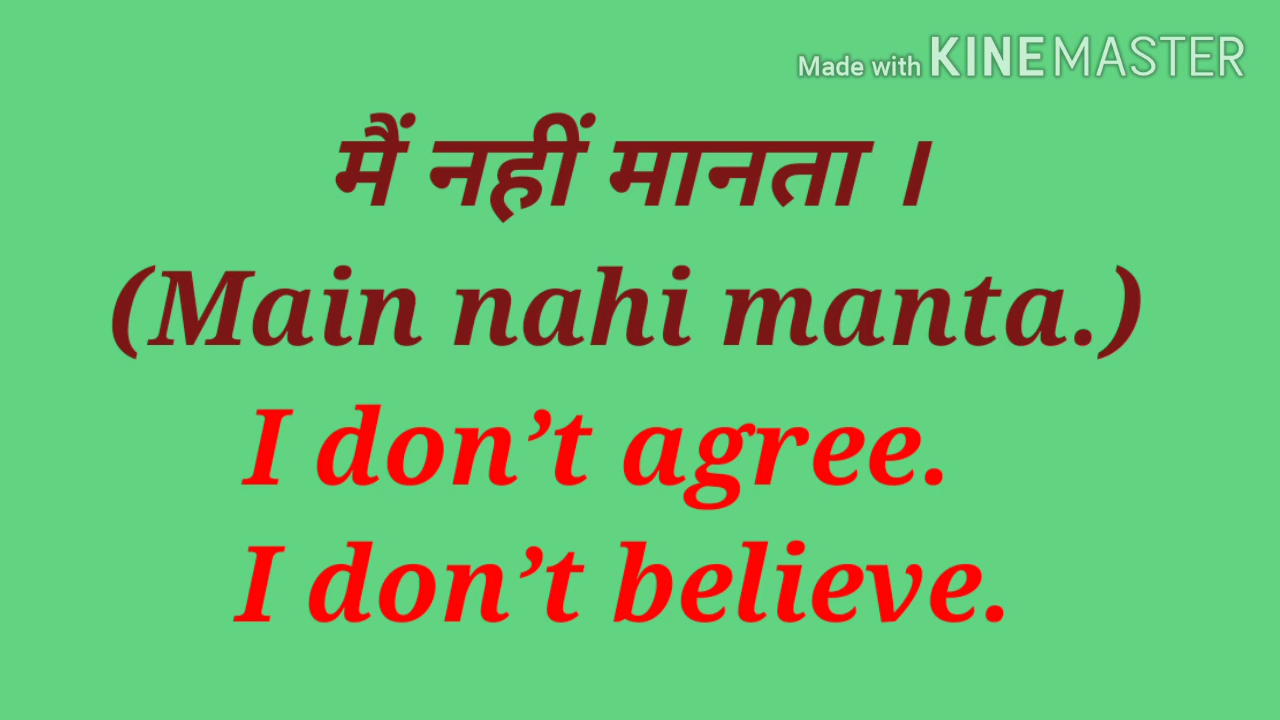 Made with KINEMASTER
मैं नहीं मानता ।
(Main nahi manta.)
I don’t agree.
I don’t believe.